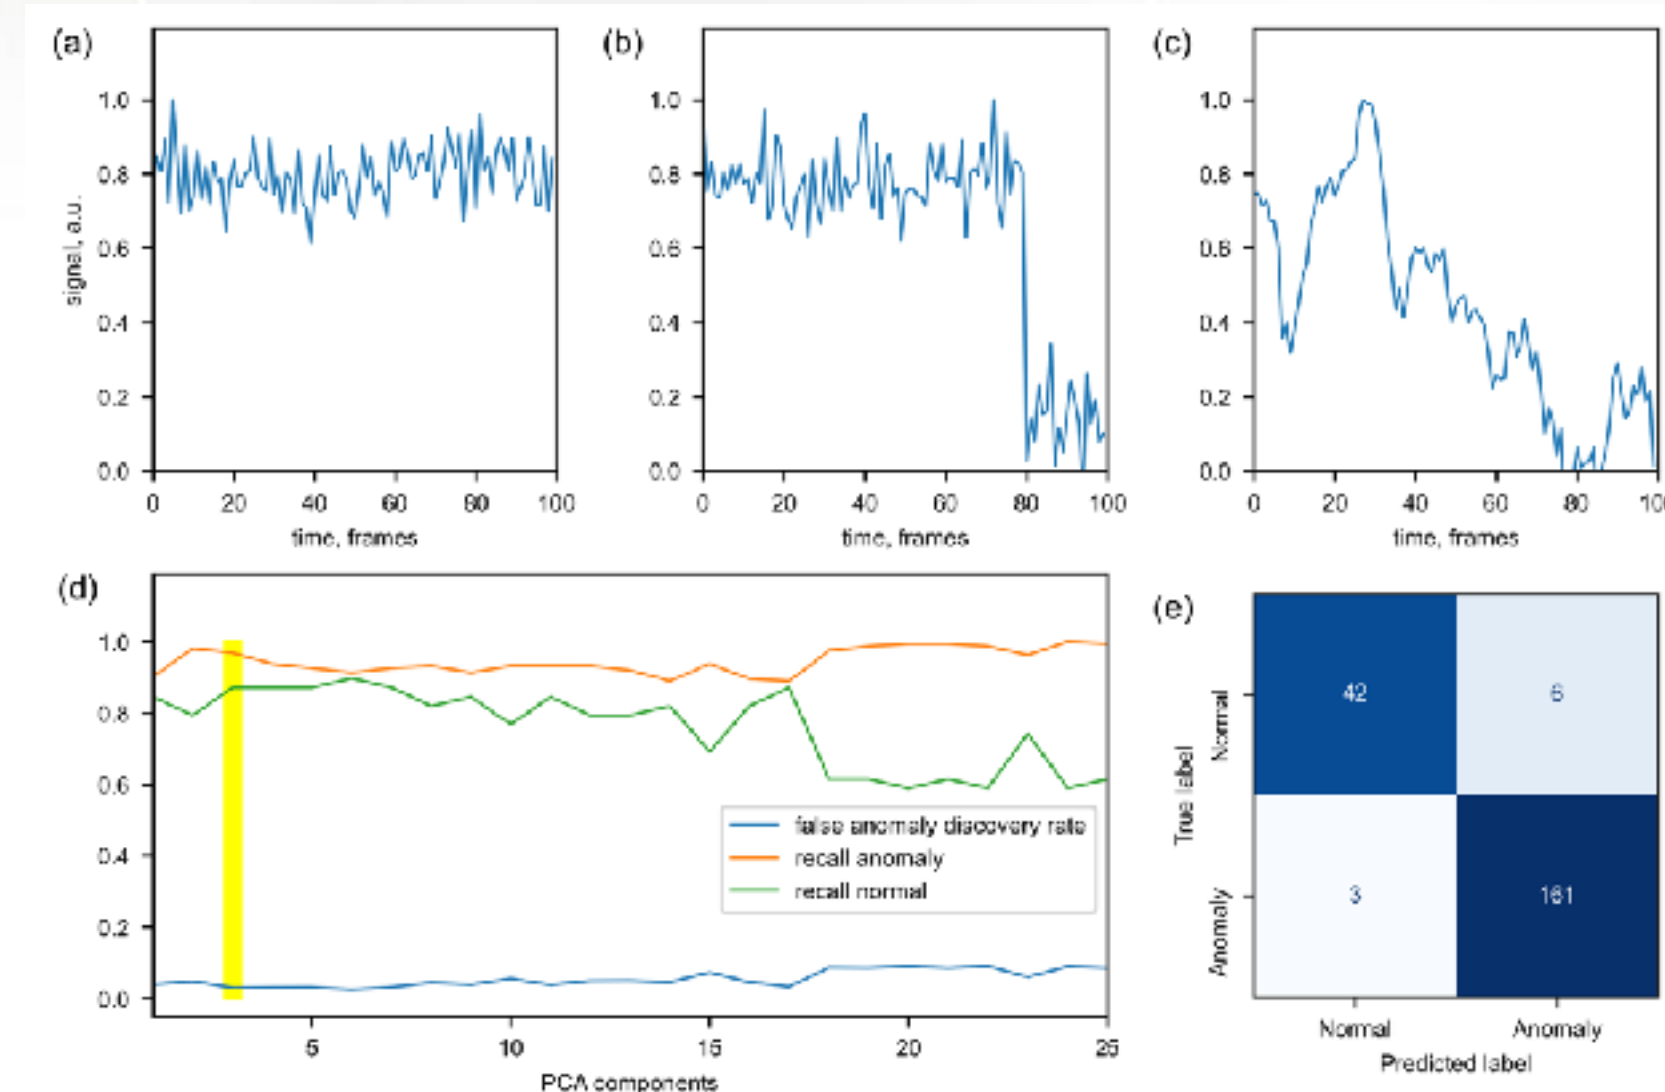 (a)
1.0
0.8
0.6
0.4
0.2
0.0
signal, a.u.
0 20 40 60 80 100
time, frames
(b)
1.0
0.8
0.6
0.4
0.2
0.0
0 20 40 60 80 100
time, frames
(c)
1.0
0.8
0.6
0.4
0.2
0.0
0 20 40 60 80 10
time, frames
(d)
1.0
0.8
0.6
0.4
0.2
0.0
false anomaly discovery rate
recall anomaly
recall normal
5 10 15 20 25
PCA components
(e)
True label
Normal
Anomaly
42 6
3 161
Normal Anomaly
Predicted label